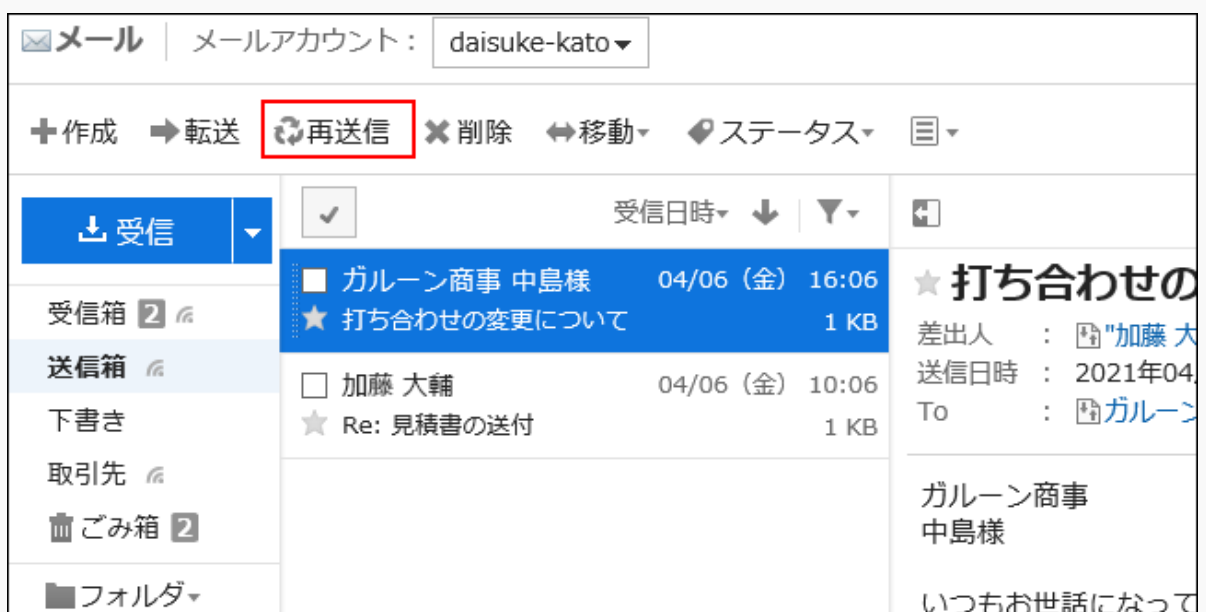 メール メールアカウント： daisuke-kato
作成 転送 再送信 削除 移動 ステータス
受信
受信箱 2
送信箱
下書き
取引先
ごみ箱 2
フォルダ
受信日時
ガルーン商事 中島様 04/06（金） 16:06
打ち合わせの変更について 1 KB
加藤 大輔 04/06（金） 10:06
Re: 見積書の送付 1 KB
打ち合わせの
差出人 ： "加藤 大
送信日時 ： 2021年04
To ： ガルーン
ガルーン商事
中島様
いつもお世話になって